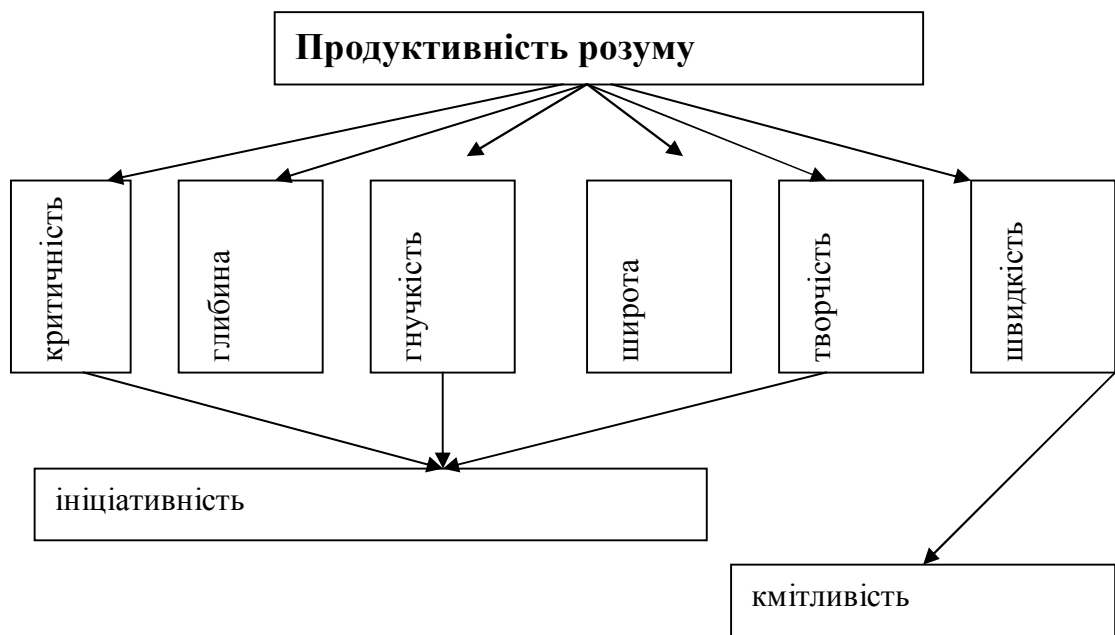 Продуктивність розуму
критичність
глибина
гнучкість
широта
творчість
швидкість
ініціативність
кмітливість